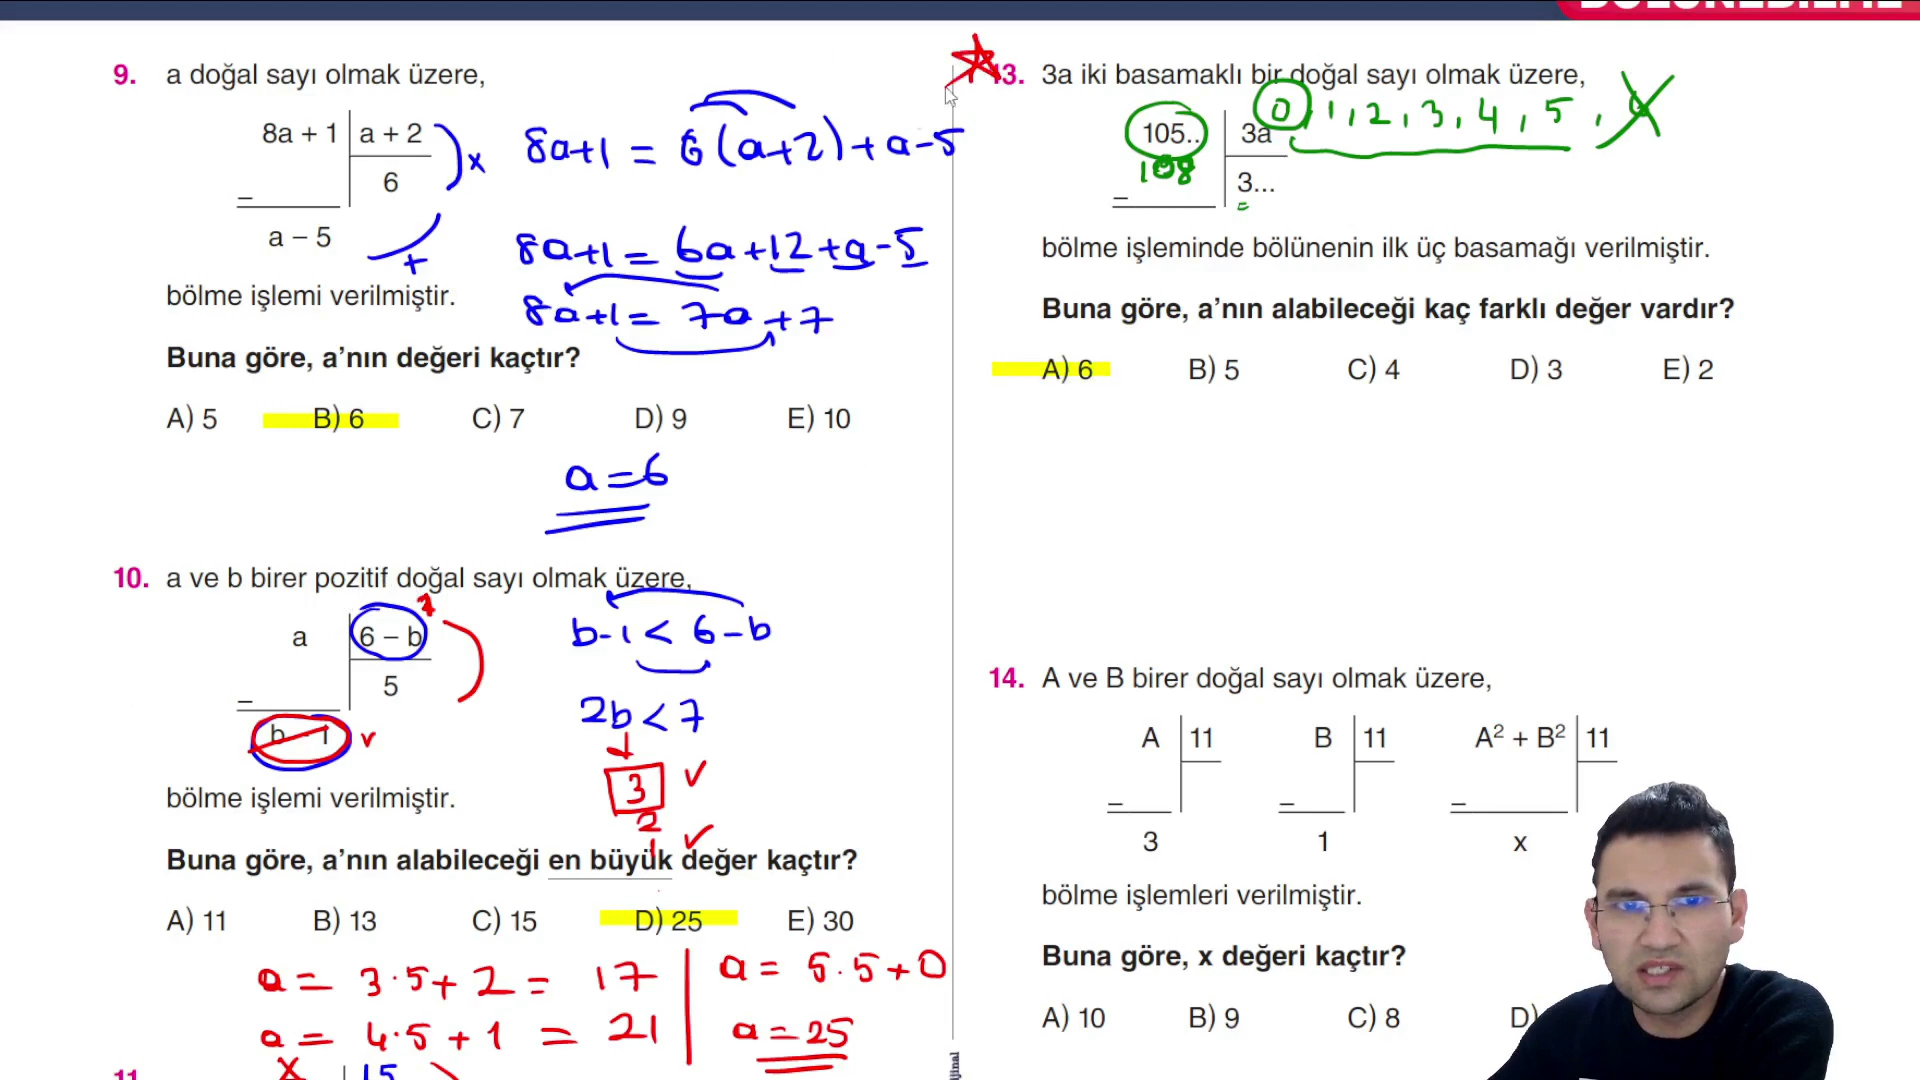 BÖLÜNEBİLME
9. a doğal sayı olmak üzere,
8a + 1 | a + 2
6
–
a – 5
x
+
8a+1 = 6(a+2)+a-5
8a+1 = 6a+12+a-5
8a+1 = 7a+7
bölme işlemi verilmiştir.
Buna göre, a’nın değeri kaçtır?
A) 5 B) 6 C) 7 D) 9 E) 10
a=6
10. a ve b birer pozitif doğal sayı olmak üzere,
a | 6 – b
5
–
b – 1
b-1 < 6-b
2b < 7
3
2
1
bölme işlemi verilmiştir.
Buna göre, a’nın alabileceği en büyük değer kaçtır?
A) 11 B) 13 C) 15 D) 25 E) 30
a = 3.5+2 = 17
a = 4.5+1 = 21
a = 5.5+0
a=25
11.
x | 15
13. 3a iki basamaklı bir doğal sayı olmak üzere,
0, 1, 2, 3, 4, 5,
105.. | 3a
108
3...
–
bölme işleminde bölünenin ilk üç basamağı verilmiştir.
Buna göre, a’nın alabileceği kaç farklı değer vardır?
A) 6 B) 5 C) 4 D) 3 E) 2
14. A ve B birer doğal sayı olmak üzere,
A | 11 B | 11 A² + B² | 11
– – –
3 1 x
bölme işlemleri verilmiştir.
Buna göre, x değeri kaçtır?
A) 10 B) 9 C) 8 D)